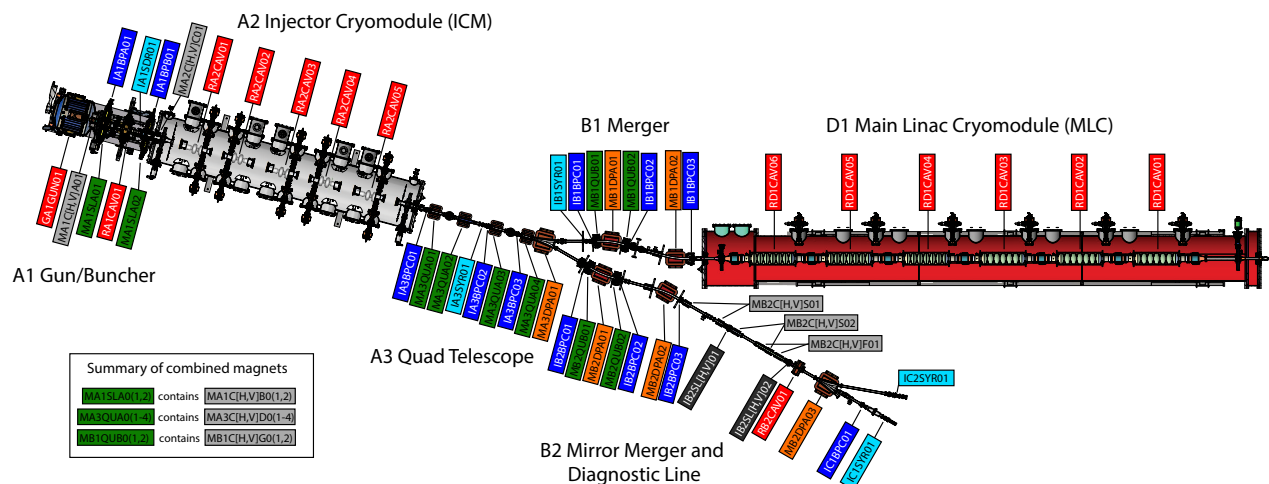 A2 Injector Cryomodule (ICM)
IA1BPA01
IA1SDR01
IA1BPB01
MA2C[H,V]C01
RA2CAV01
RA2CAV02
RA2CAV03
RA2CAV04
RA2CAV05
GA1GUN01
MA1C[H,V]A01
MA1SLA01
RA1CAV01
MA1SLA02
A1 Gun/Buncher
B1 Merger
IB1SYR01
IB1BPC01
MB1QUB01
MB1DPA01
MB1QUB02
IB1BPC02
MB1DPA02
IB1BPC03
D1 Main Linac Cryomodule (MLC)
RD1CAV06
RD1CAV05
RD1CAV04
RD1CAV03
RD1CAV02
RD1CAV01
IA3BPC01
MA3QUA01
MA3QUA02
IA3SYR01
IA3BPC02
MA3QUA03
IA3BPC03
MA3QUA04
MA3DPA01
A3 Quad Telescope
IB2BPC01
MB2QUB01
MB2DPA01
MB2QUB02
IB2BPC02
MB2DPA02
IB2BPC03
IB2SL[H,V]01
MB2C[H,V]S01
MB2C[H,V]S02
MB2C[H,V]F01
IB2SL[H,V]02
RB2CAV01
MB2DPA03
IC1BPC01
IC1SYR01
IC2SYR01
B2 Mirror Merger and
Diagnostic Line
Summary of combined magnets
MA1SLA0(1,2) contains MA1C[H,V]B0(1,2)
MA3QUA0(1-4) contains MA3C[H,V]D0(1-4)
MB1QUB0(1,2) contains MB1C[H,V]G0(1,2)